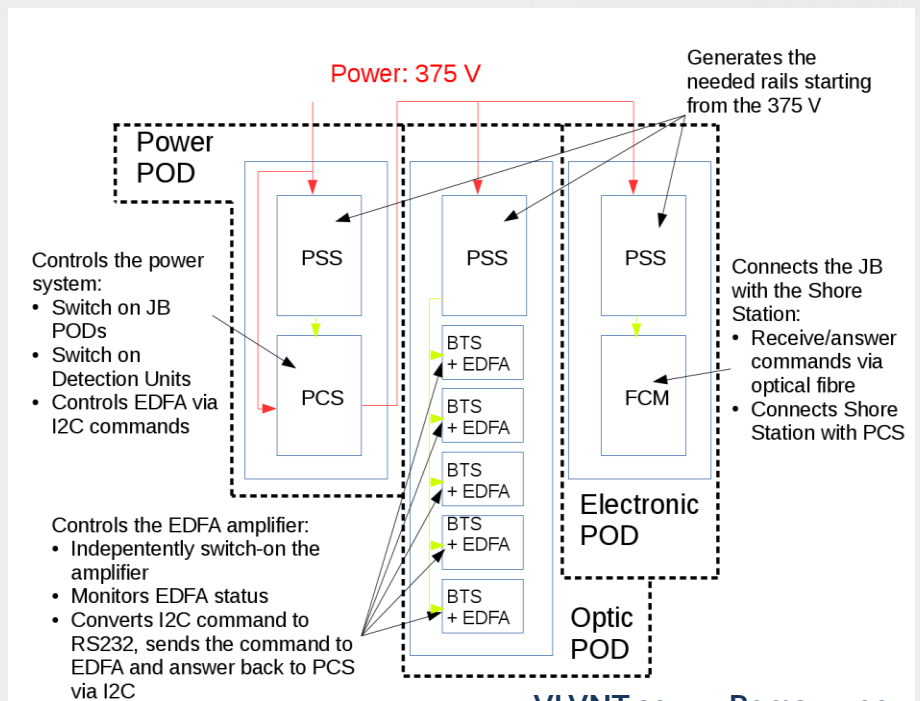 Power: 375 V
Generates the
needed rails starting
from the 375 V
Power
POD
PSS
PSS
PSS
Controls the power
system:
• Switch on JB
PODs
• Switch on
Detection Units
• Controls EDFA via
I2C commands
PCS
BTS
+ EDFA
BTS
+ EDFA
BTS
+ EDFA
BTS
+ EDFA
BTS
+ EDFA
FCM
Connects the JB
with the Shore
Station:
• Receive/answer
commands via
optical fibre
• Connects Shore
Station with PCS
Electronic
POD
Optic
POD
Controls the EDFA amplifier:
• Indepentently switch-on the
amplifier
• Monitors EDFA status
• Converts I2C command to
RS232, sends the command to
EDFA and answer back to PCS
via I2C